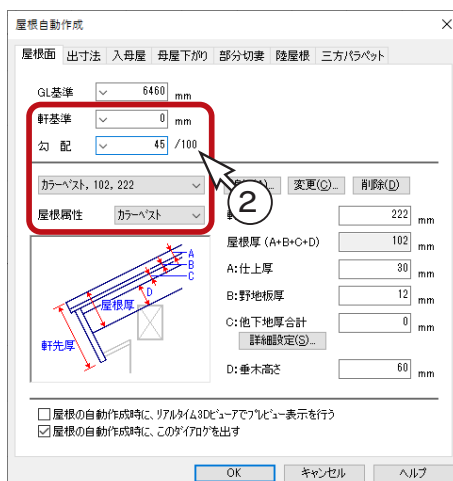 屋根自動作成
屋根面 出寸法 入母屋 母屋下がり 部分切妻 陸屋根 三方パラペット
GL基準 6460 mm
軒基準 0 mm
勾 配 45 /100
カラーベスト, 102, 222 変更(C)... 削除(D)
2
屋根属性 カラーベスト
222 mm
屋根厚 (A+B+C+D) 102 mm
A:仕上厚 30 mm
B:野地板厚 12 mm
C:他下地厚合計 0 mm
詳細設定(S)...
D:垂木高さ 60 mm
A
B
C
D
屋根厚
軒先厚
屋根の自動作成時に、リアルタイム3Dビューアでプレビュー表示を行う
屋根の自動作成時に、このダイアログを出す
OK キャンセル ヘルプ